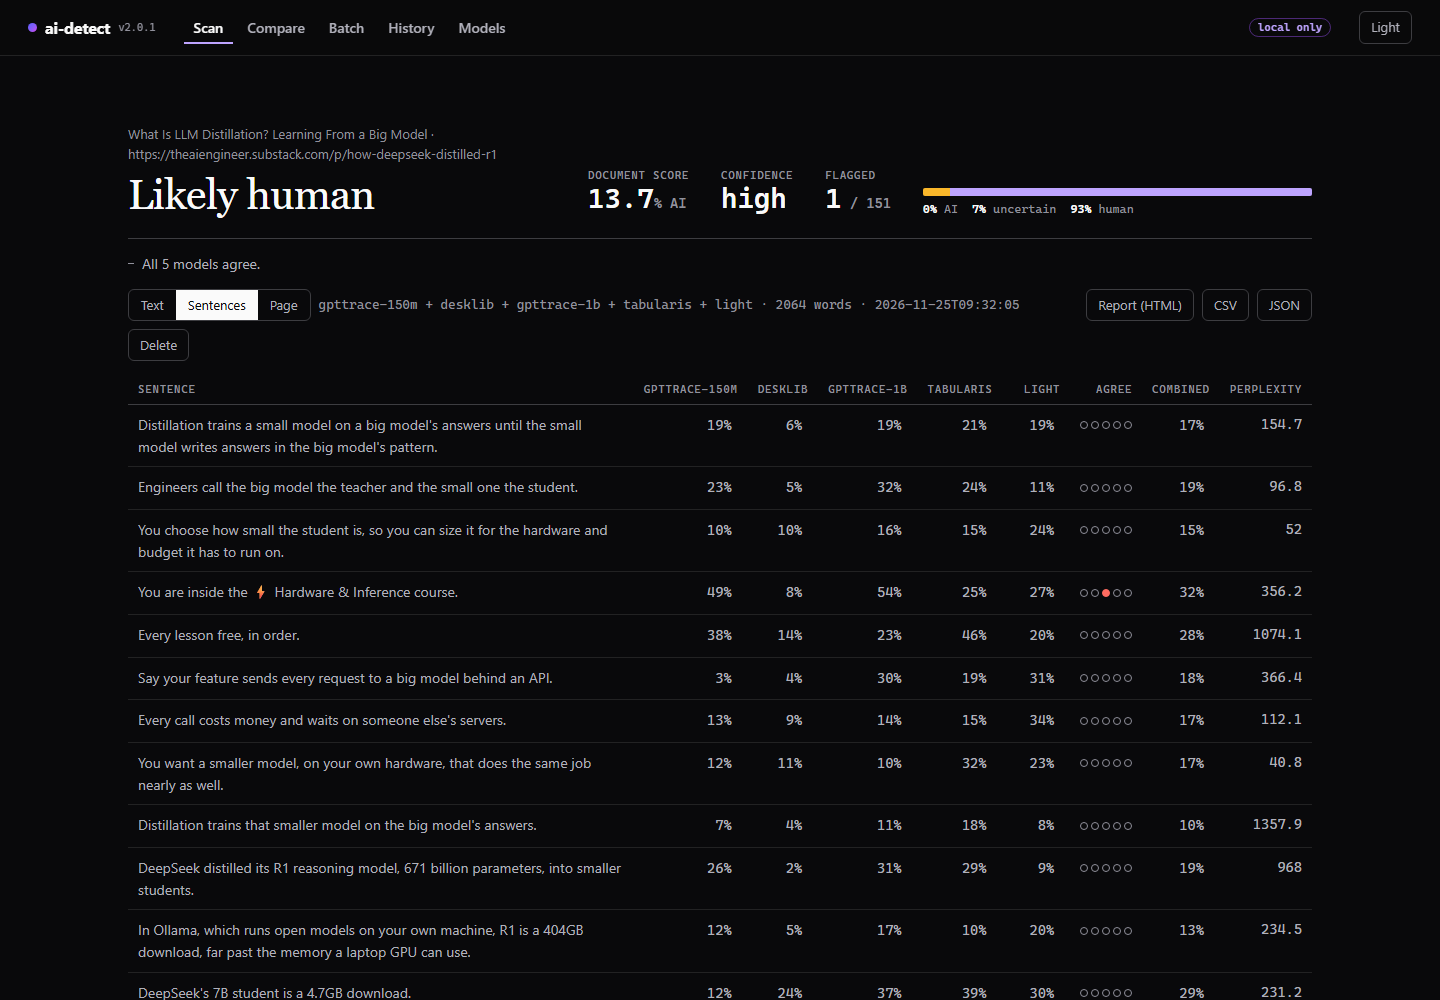 ai-detect v2.0.1 Scan Compare Batch History Models local only Light
What Is LLM Distillation? Learning From a Big Model ·
https://theaiengineer.substack.com/p/how-deepseek-distilled-r1
Likely human
DOCUMENT SCORE CONFIDENCE FLAGGED
13.7% AI high 1 / 151
0% AI 7% uncertain 93% human
– All 5 models agree.
Text Sentences Page gpttrace-150m + desklib + gpttrace-1b + tabularis + light · 2064 words · 2026-11-25T09:32:05 Report (HTML) CSV JSON
Delete
SENTENCE GPTTRACE-150M DESKLIB GPTTRACE-1B TABULARIS LIGHT AGREE COMBINED PERPLEXITY
Distillation trains a small model on a big model's answers until the small 19% 6% 19% 21% 19% 17% 154.7
model writes answers in the big model's pattern.
Engineers call the big model the teacher and the small one the student. 23% 5% 32% 24% 11% 19% 96.8
You choose how small the student is, so you can size it for the hardware and 10% 10% 16% 15% 24% 15% 52
budget it has to run on.
You are inside the ⚡ Hardware & Inference course. 49% 8% 54% 25% 27% 32% 356.2
Every lesson free, in order. 38% 14% 23% 46% 20% 28% 1074.1
Say your feature sends every request to a big model behind an API. 3% 4% 30% 19% 31% 18% 366.4
Every call costs money and waits on someone else's servers. 13% 9% 14% 15% 34% 17% 112.1
You want a smaller model, on your own hardware, that does the same job 12% 11% 10% 32% 23% 17% 40.8
nearly as well.
Distillation trains that smaller model on the big model's answers. 7% 4% 11% 18% 8% 10% 1357.9
DeepSeek distilled its R1 reasoning model, 671 billion parameters, into smaller 26% 2% 31% 29% 9% 19% 968
students.
In Ollama, which runs open models on your own machine, R1 is a 404GB 12% 5% 17% 10% 20% 13% 234.5
download, far past the memory a laptop GPU can use.
DeepSeek's 7B student is a 4.7GB download. 12% 24% 37% 39% 30% 29% 231.2